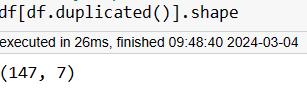 df[df.duplicated()].shape
executed in 26ms, finished 09:48:40 2024-03-04
(147, 7)